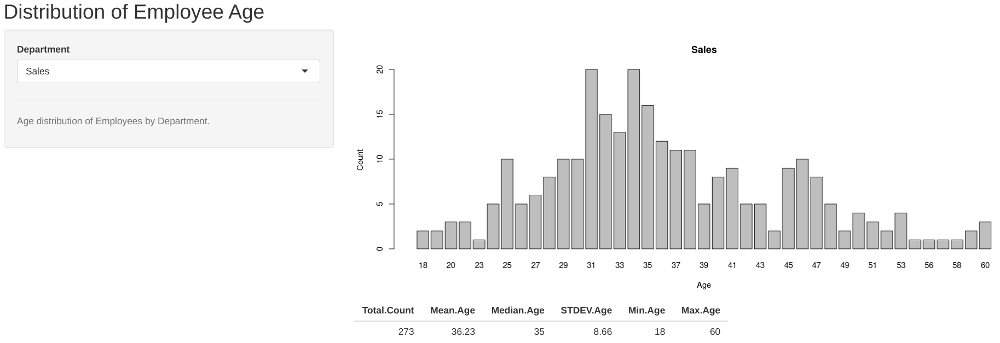 Distribution of Employee Age
Department
Sales
Age distribution of Employees by Department.
Sales
Count
20
15
10
5
0
18 20 23 25 27 29 31 33 35 37 39 41 43 45 47 49 51 53 56 58 60
Age
Total.Count Mean.Age Median.Age STDEV.Age Min.Age Max.Age
273 36.23 35 8.66 18 60